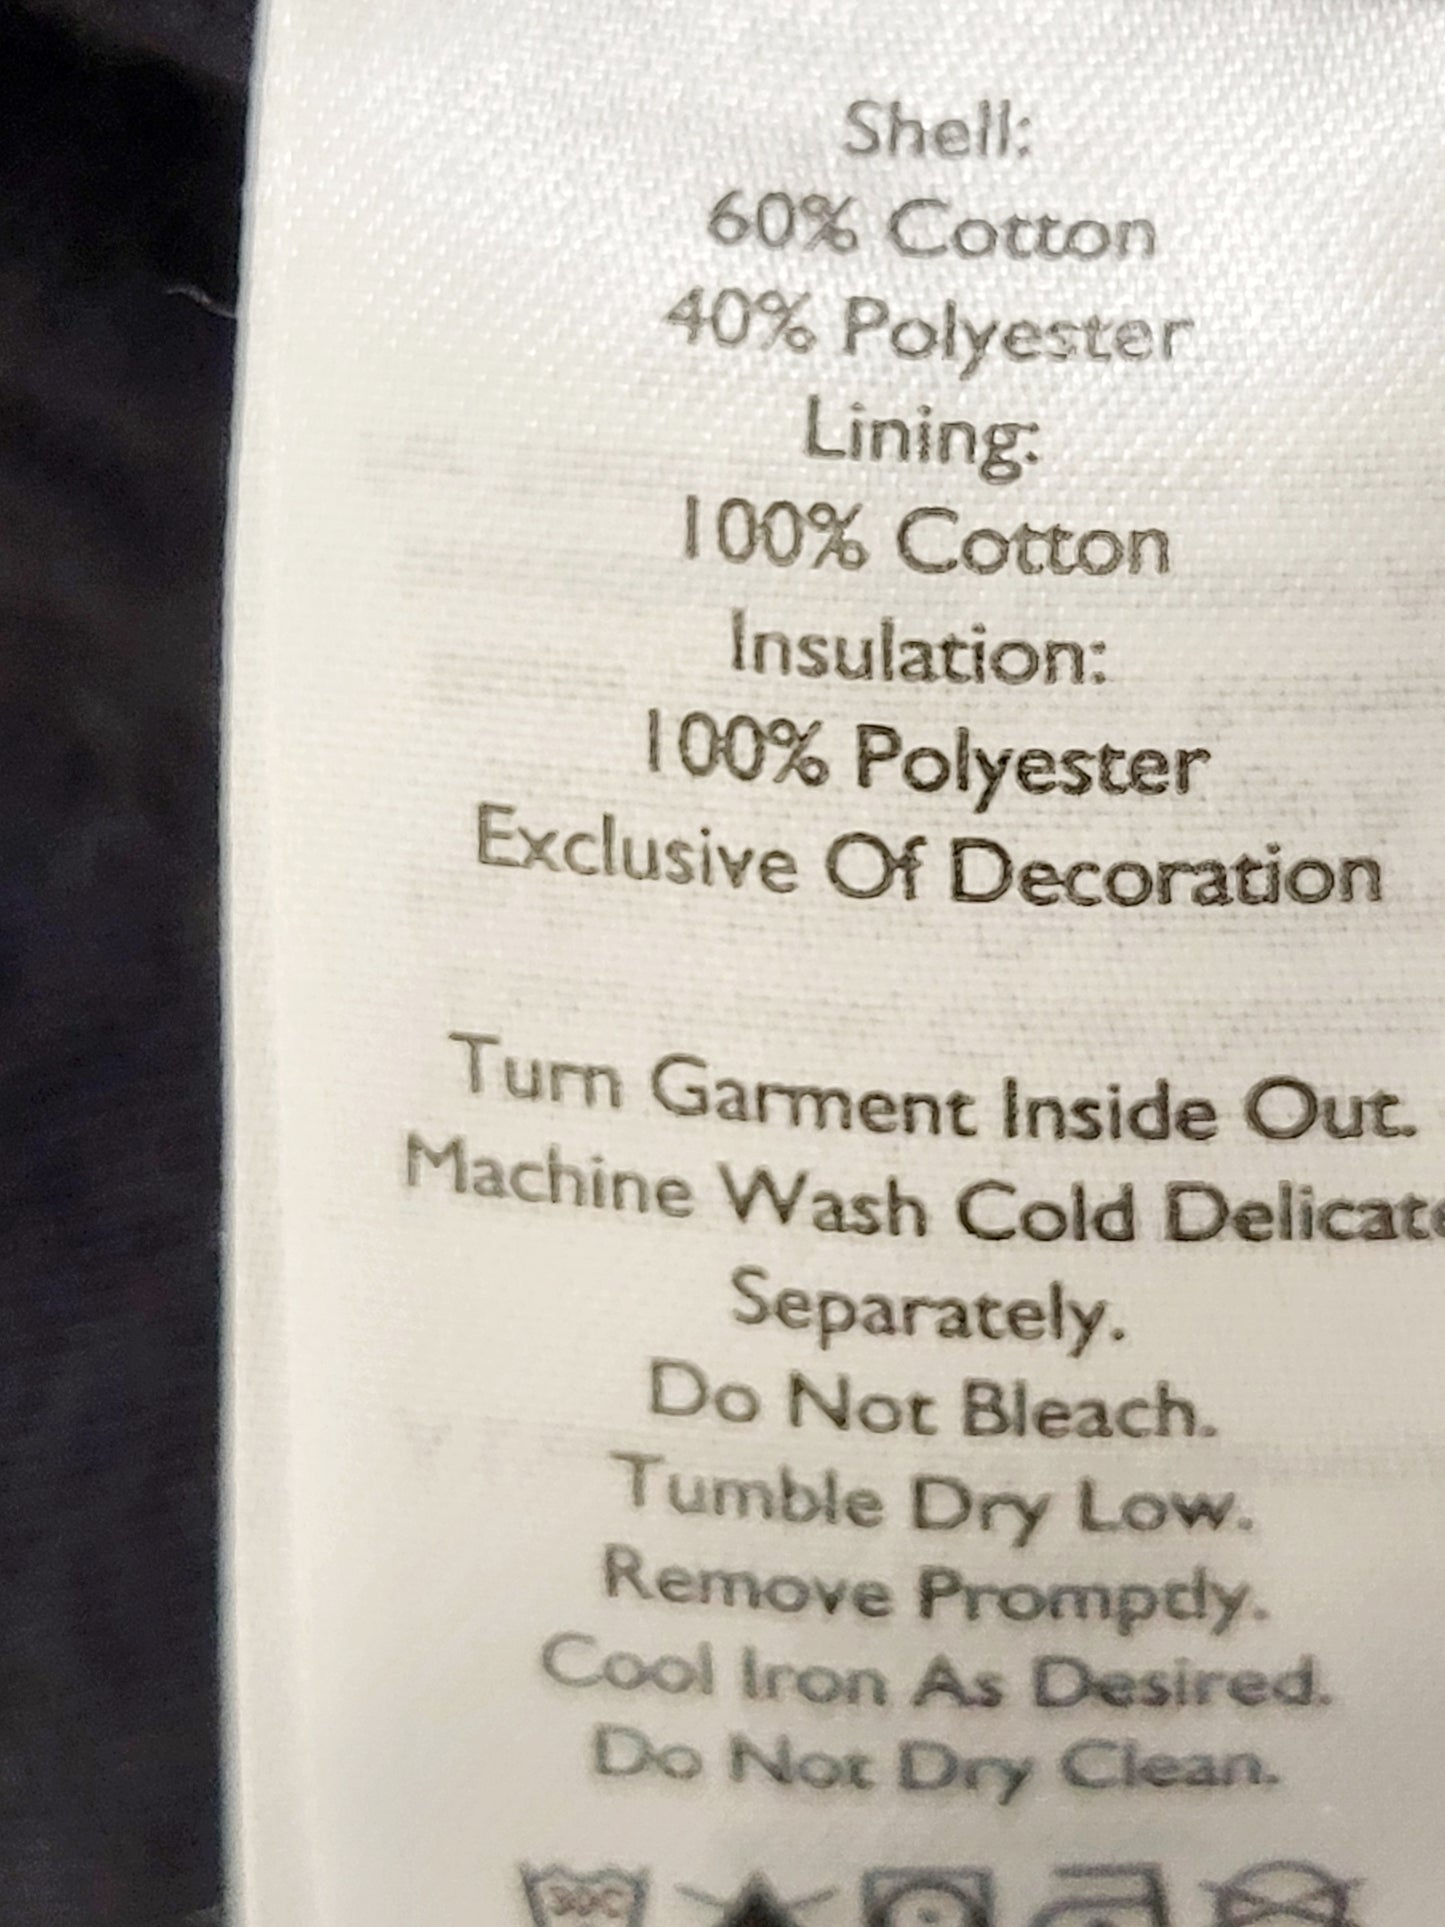 Shell:
60% Cotton
40% Polyester
Lining:
100% Cotton
Insulation:
100% Polyester
Exclusive Of Decoration
Turn Garment Inside Out.
Machine Wash Cold Delicate
Separately.
Do Not Bleach.
Tumble Dry Low.
Remove Promptly.
Cool Iron As Desired.
Do Not Dry Clean.
30C